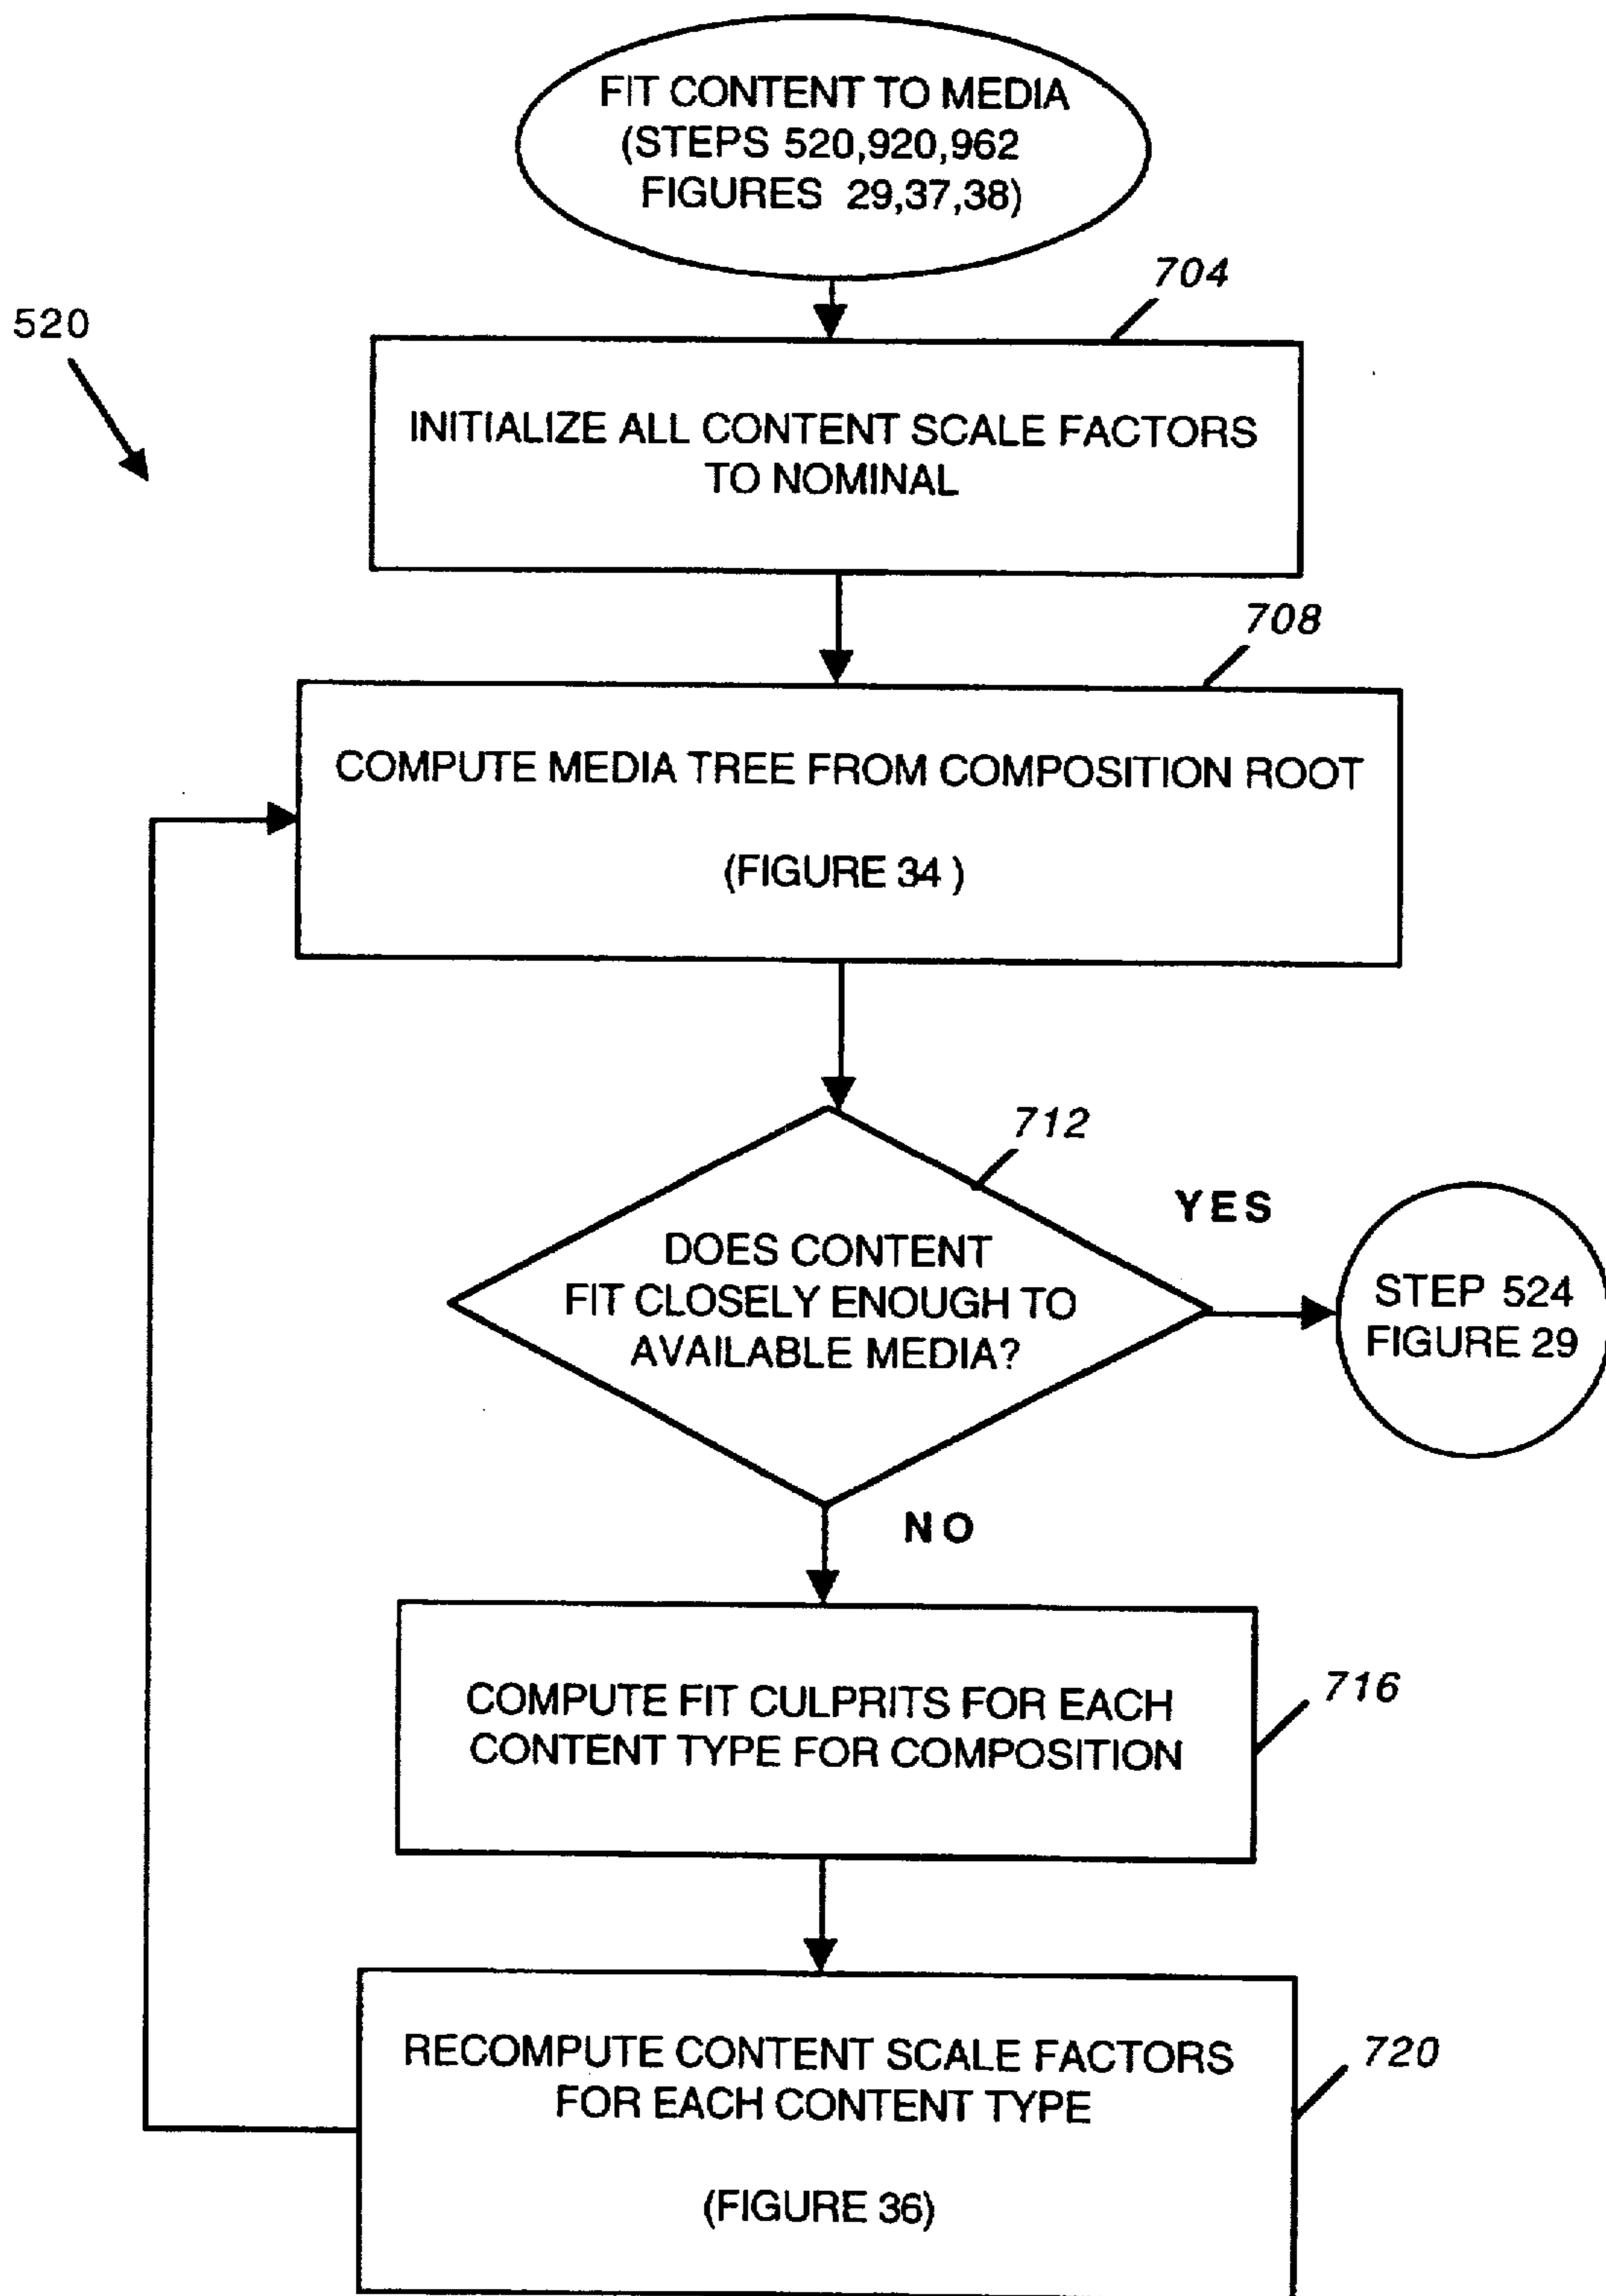 FIT CONTENT TO MEDIA
(STEPS 520,920,962
FIGURES 29,37,38)
704
520
INITIALIZE ALL CONTENT SCALE FACTORS
TO NOMINAL
708
COMPUTE MEDIA TREE FROM COMPOSITION ROOT
(FIGURE 34 )
712
YES
DOES CONTENT
FIT CLOSELY ENOUGH TO
AVAILABLE MEDIA?
STEP 524
FIGURE 29
NO
716
COMPUTE FIT CULPRITS FOR EACH
CONTENT TYPE FOR COMPOSITION
720
RECOMPUTE CONTENT SCALE FACTORS
FOR EACH CONTENT TYPE
(FIGURE 36)